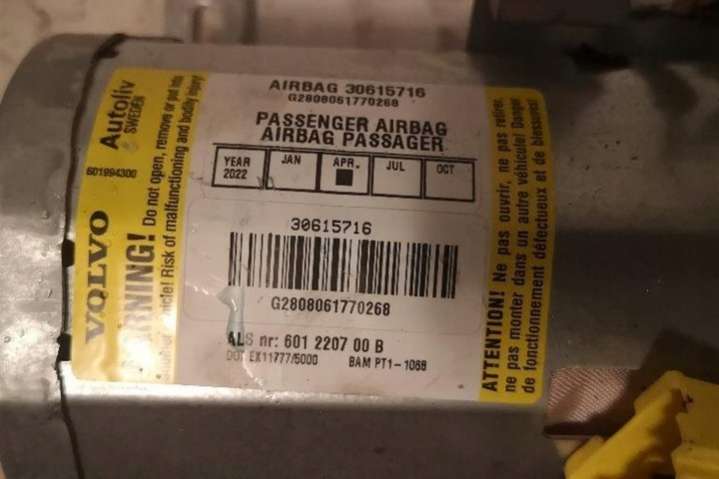 Autoliv
SWEDEN
601994300
VOLVO
WARNING! Do not open, remove or put into
vehicle! Risk of malfunctioning and bodily injury!
AIRBAG 30615716
G2808061770268
PASSENGER AIRBAG
AIRBAG PASSAGER
YEAR JAN APR. JUL OCT
2022
30615716
G2808061770268
ALS nr: 601 2207 00 B
DOT EX11777/5000 BAM PT1-1068
ATTENTION! Ne pas ouvrir, ne pas retirer,
ne pas monter dans un autre véhicule! Danger
de fonctionnement défectueux et de blessures!